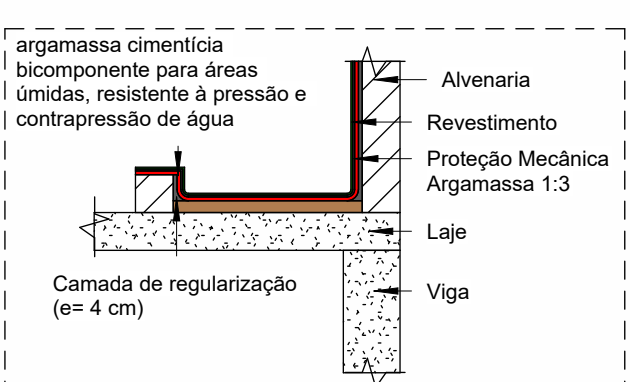 argamassa cimentícia
bicomponente para áreas
úmidas, resistente à pressão e
contrapressão de água
Alvenaria
Revestimento
Proteção Mecânica
Argamassa 1:3
Laje
Camada de regularização
(e= 4 cm)
Viga